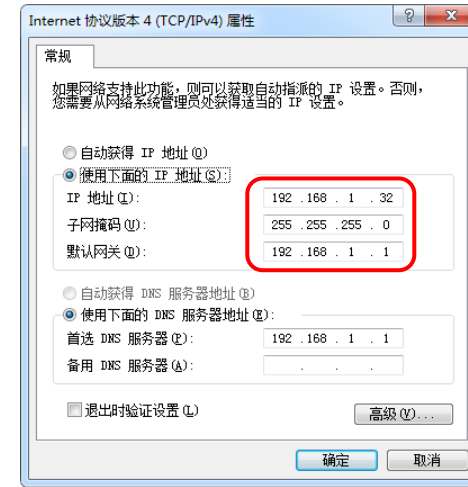 Internet 协议版本 4 (TCP/IPv4) 属性
常规
如果网络支持此功能，则可以获取自动指派的 IP 设置。否则，
您需要从网络系统管理员处获得适当的 IP 设置。
自动获得 IP 地址(O)
使用下面的 IP 地址(S):
IP 地址(I): 192 .168 . 1 . 32
子网掩码(U): 255 .255 .255 . 0
默认网关(D): 192 .168 . 1 . 1
自动获得 DNS 服务器地址(B)
使用下面的 DNS 服务器地址(E):
首选 DNS 服务器(P): 192 .168 . 1 . 1
备用 DNS 服务器(A): . . .
退出时验证设置(L)
高级(V)...
确定 取消